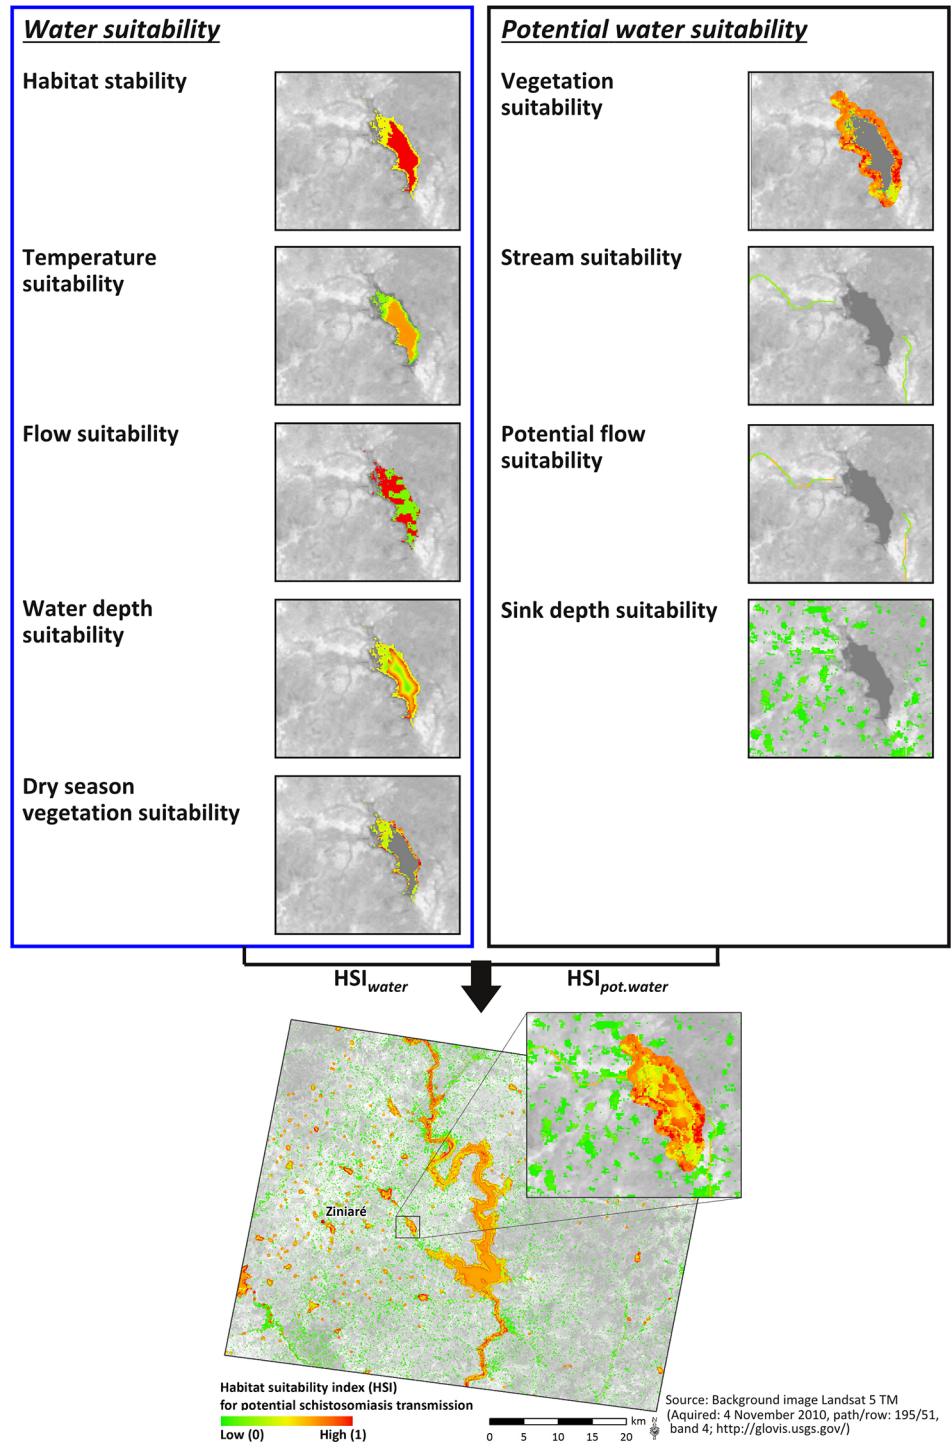 Water suitability
Habitat stability
Temperature
suitability
Flow suitability
Water depth
suitability
Dry season
vegetation suitability
Potential water suitability
Vegetation
suitability
Stream suitability
Potential flow
suitability
Sink depth suitability
HSIwater
HSIpot.water
Ziniaré
Habitat suitability index (HSI)
for potential schistosomiasis transmission
Low (0) High (1)
km
0 5 10 15 20
Source: Background image Landsat 5 TM
(Aquired: 4 November 2010, path/row: 195/51,
band 4; http://glovis.usgs.gov/)